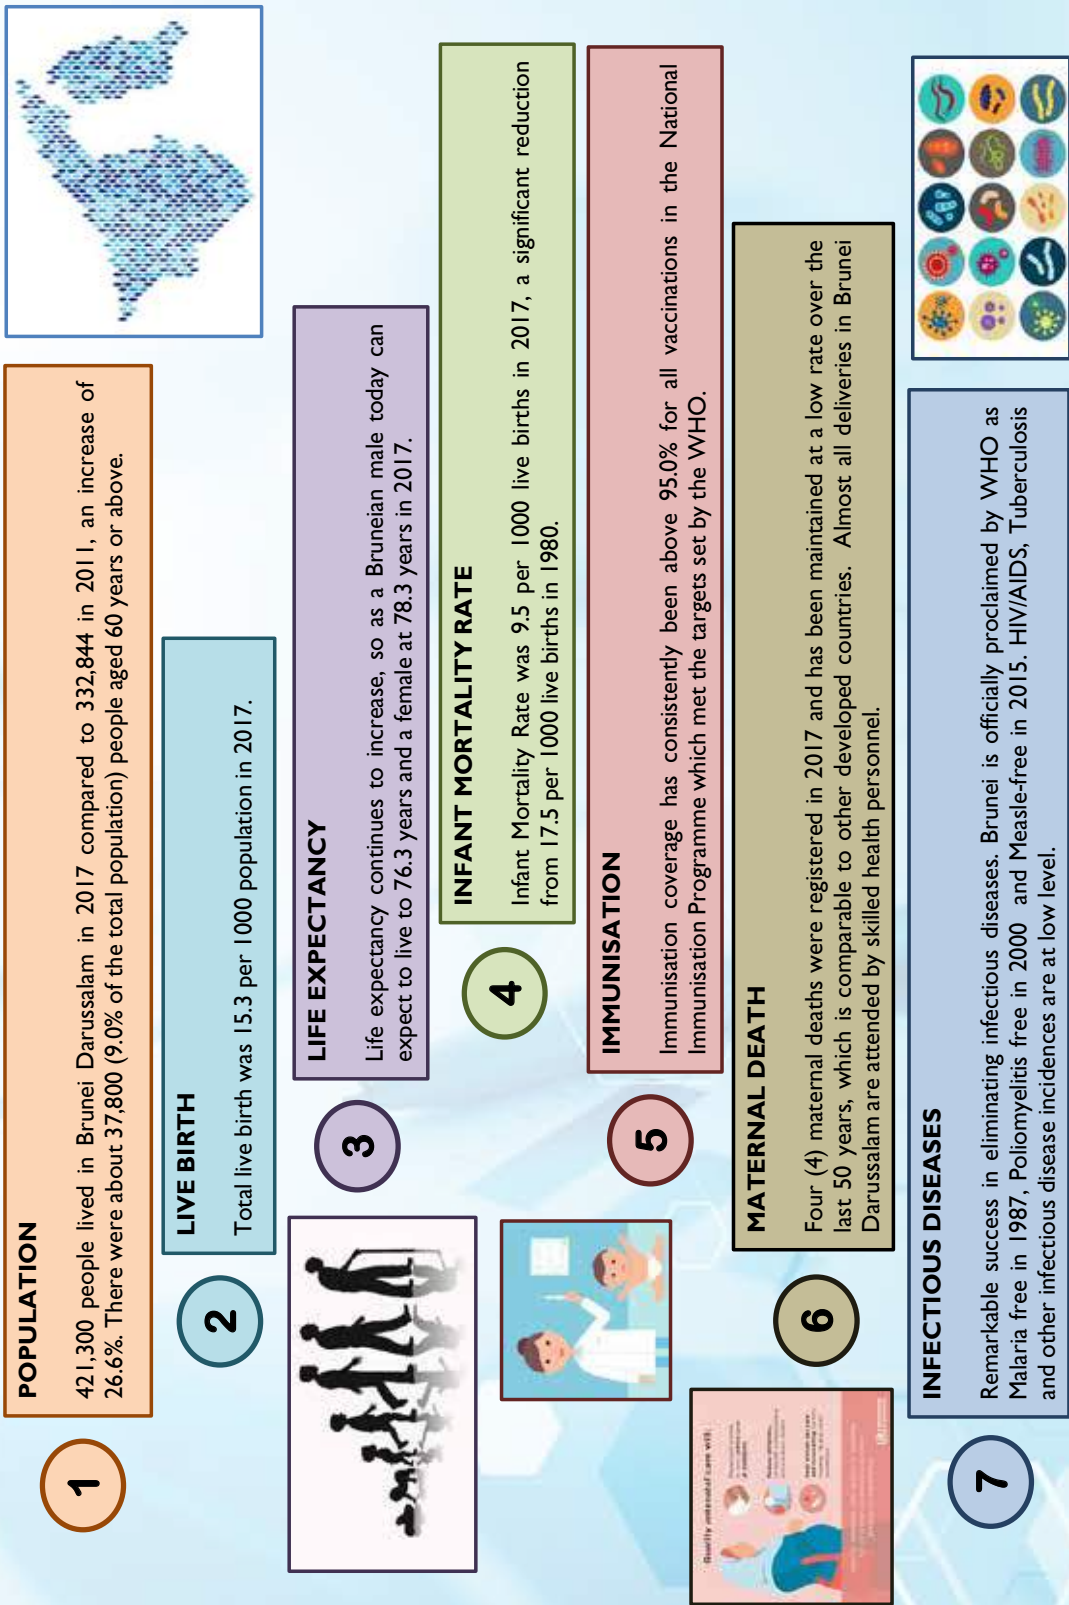 1
POPULATION
421,300 people lived in Brunei Darussalam in 2017 compared to 332,844 in 2011, an increase of
26.6%. There were about 37,800 (9.0% of the total population) people aged 60 years or above.
2
LIVE BIRTH
Total live birth was 15.3 per 1000 population in 2017.
3
LIFE EXPECTANCY
Life expectancy continues to increase, so as a Bruneian male today can
expect to live to 76.3 years and a female at 78.3 years in 2017.
4
INFANT MORTALITY RATE
Infant Mortality Rate was 9.5 per 1000 live births in 2017, a significant reduction
from 17.5 per 1000 live births in 1980.
5
IMMUNISATION
Immunisation coverage has consistently been above 95.0% for all vaccinations in the National
Immunisation Programme which met the targets set by the WHO.
6
MATERNAL DEATH
Four (4) maternal deaths were registered in 2017 and has been maintained at a low rate over the
last 50 years, which is comparable to other developed countries. Almost all deliveries in Brunei
Darussalam are attended by skilled health personnel.
Quality antenatal care will:
7
INFECTIOUS DISEASES
Remarkable success in eliminating infectious diseases. Brunei is officially proclaimed by WHO as
Malaria free in 1987, Poliomyelitis free in 2000 and Measle-free in 2015. HIV/AIDS, Tuberculosis
and other infectious disease incidences are at low level.